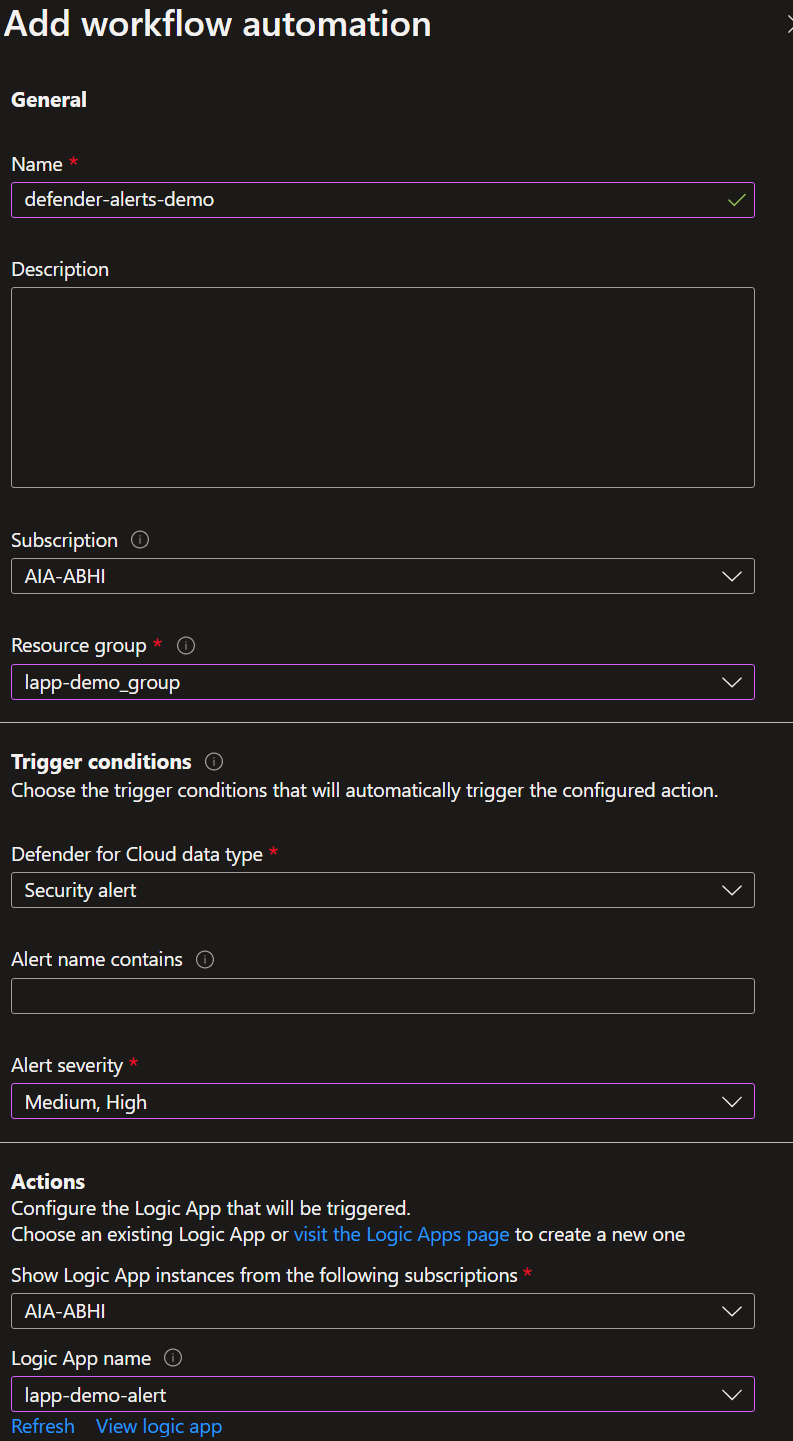 Add workflow automation
General
Name *
defender-alerts-demo
Description
Subscription
AIA-ABHI
Resource group *
lapp-demo_group
Trigger conditions
Choose the trigger conditions that will automatically trigger the configured action.
Defender for Cloud data type *
Security alert
Alert name contains
Alert severity *
Medium, High
Actions
Configure the Logic App that will be triggered.
Choose an existing Logic App or visit the Logic Apps page to create a new one
Show Logic App instances from the following subscriptions *
AIA-ABHI
Logic App name
lapp-demo-alert
Refresh View logic app